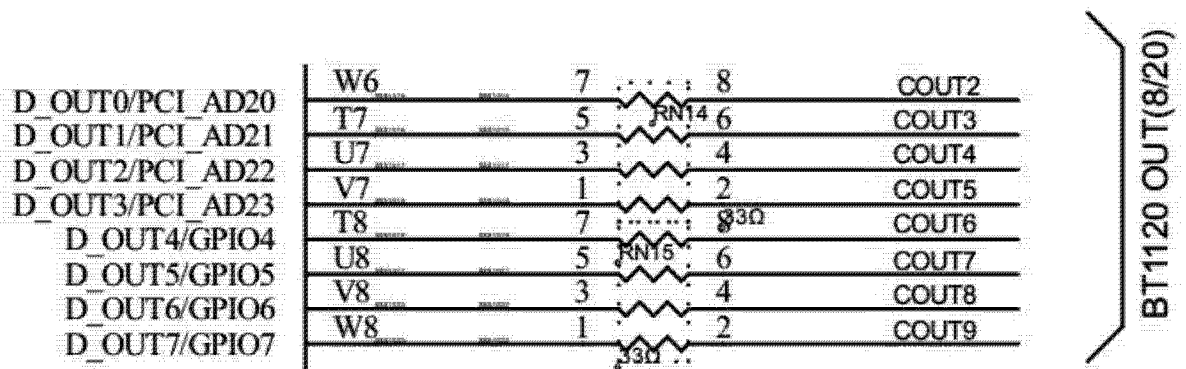 D_OUT0/PCI_AD20 W6 7 8 COUT2
RN14
D_OUT1/PCI_AD21 T7 5 6 COUT3
D_OUT2/PCI_AD22 U7 3 4 COUT4
D_OUT3/PCI_AD23 V7 1 2 COUT5
33Ω
D_OUT4/GPIO4 T8 7 8 COUT6
RN15
D_OUT5/GPIO5 U8 5 6 COUT7
D_OUT6/GPIO6 V8 3 4 COUT8
D_OUT7/GPIO7 W8 1 2 COUT9
33Ω
BT1120 OUT(8/20)